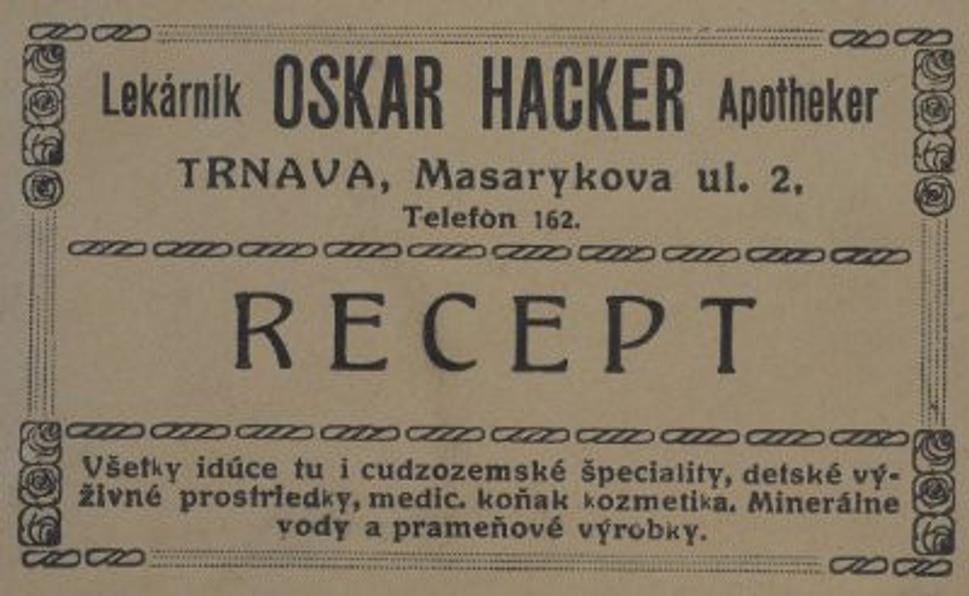 Lekárník OSKAR HACKER Apotheker
TRNAVA, Masarykova ul. 2,
Telefòn 162.
RECEPT
Všetky idúce tu i cudzozemské špeciality, detské vý-
živné prostriedky, medic. koňak kozmetika. Minerálne
vody a prameňové výrobky.